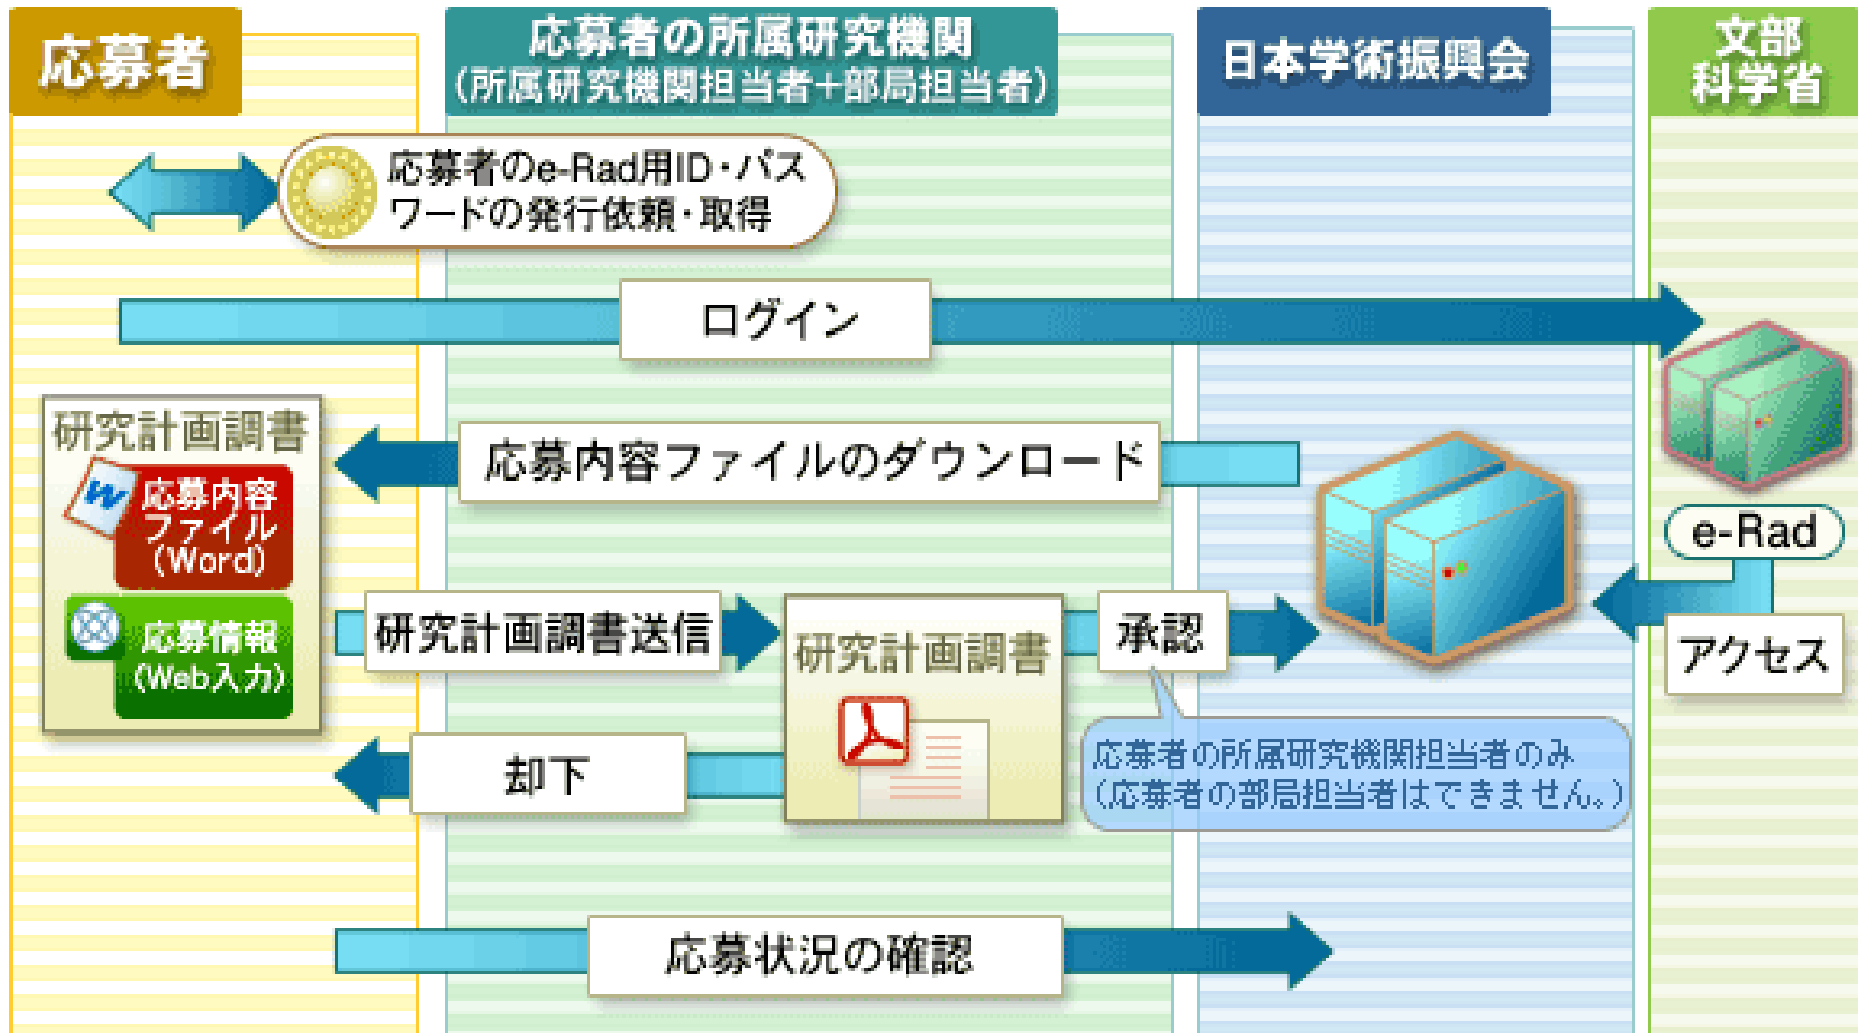 応募者
応募者の所属研究機関
(所属研究機関担当者+部局担当者)
日本学術振興会
文部
科学省
応募者のe-Rad用ID・パス
ワードの発行依頼・取得
ログイン
研究計画調書
応募内容
ファイル
(Word)
応募情報
(Web入力)
応募内容ファイルのダウンロード
e-Rad
アクセス
研究計画調書送信
研究計画調書
承認
応募者の所属研究機関担当者のみ
(応募者の部局担当者はできません。)
却下
応募状況の確認